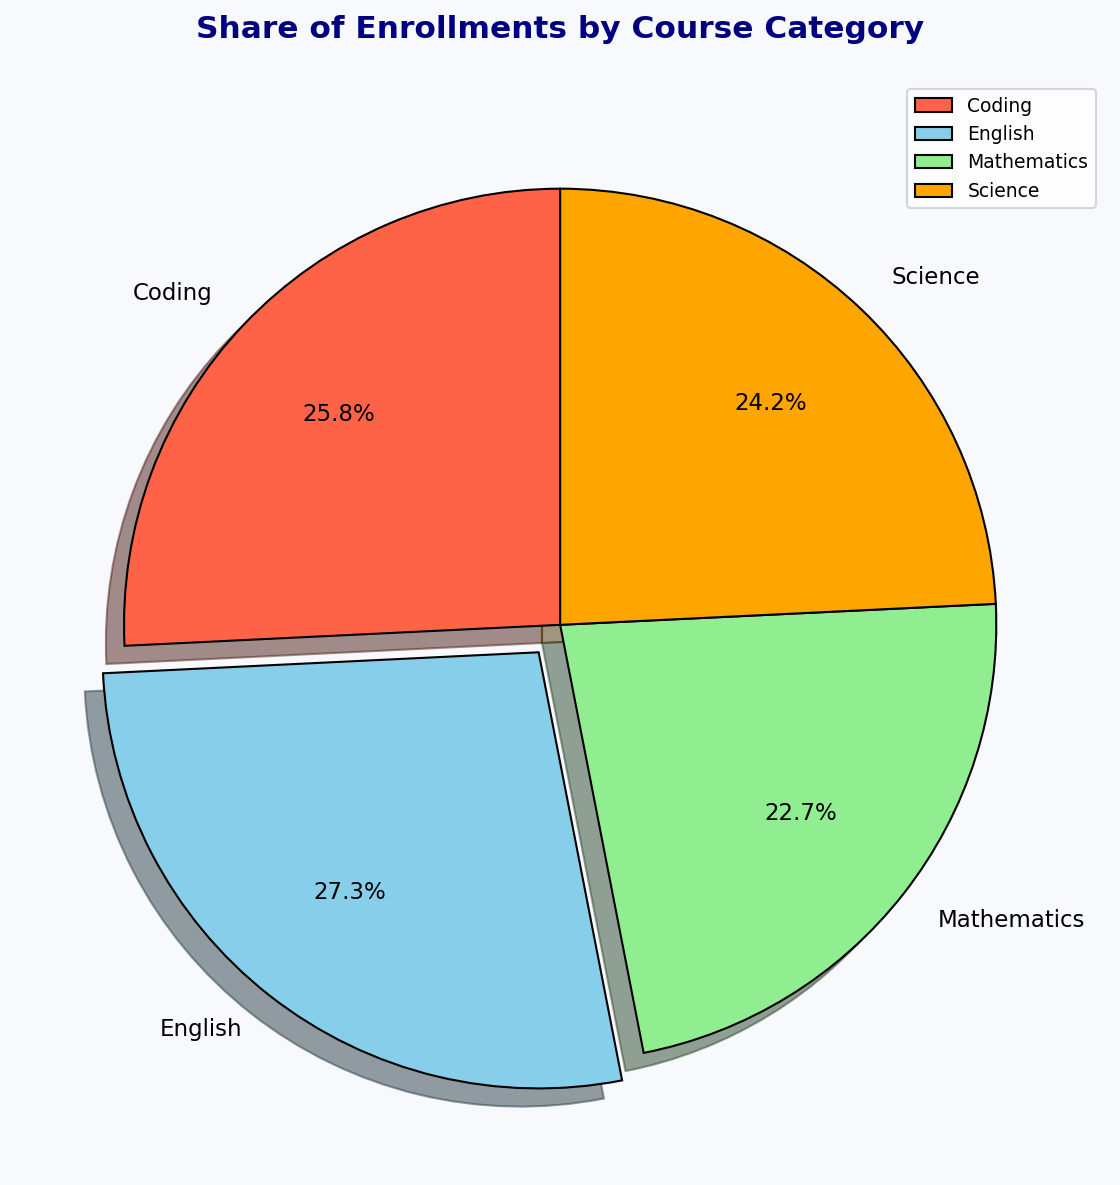 Share of Enrollments by Course Category
Coding
English
Mathematics
Science
Coding
Science
25.8%
24.2%
22.7%
27.3%
Mathematics
English